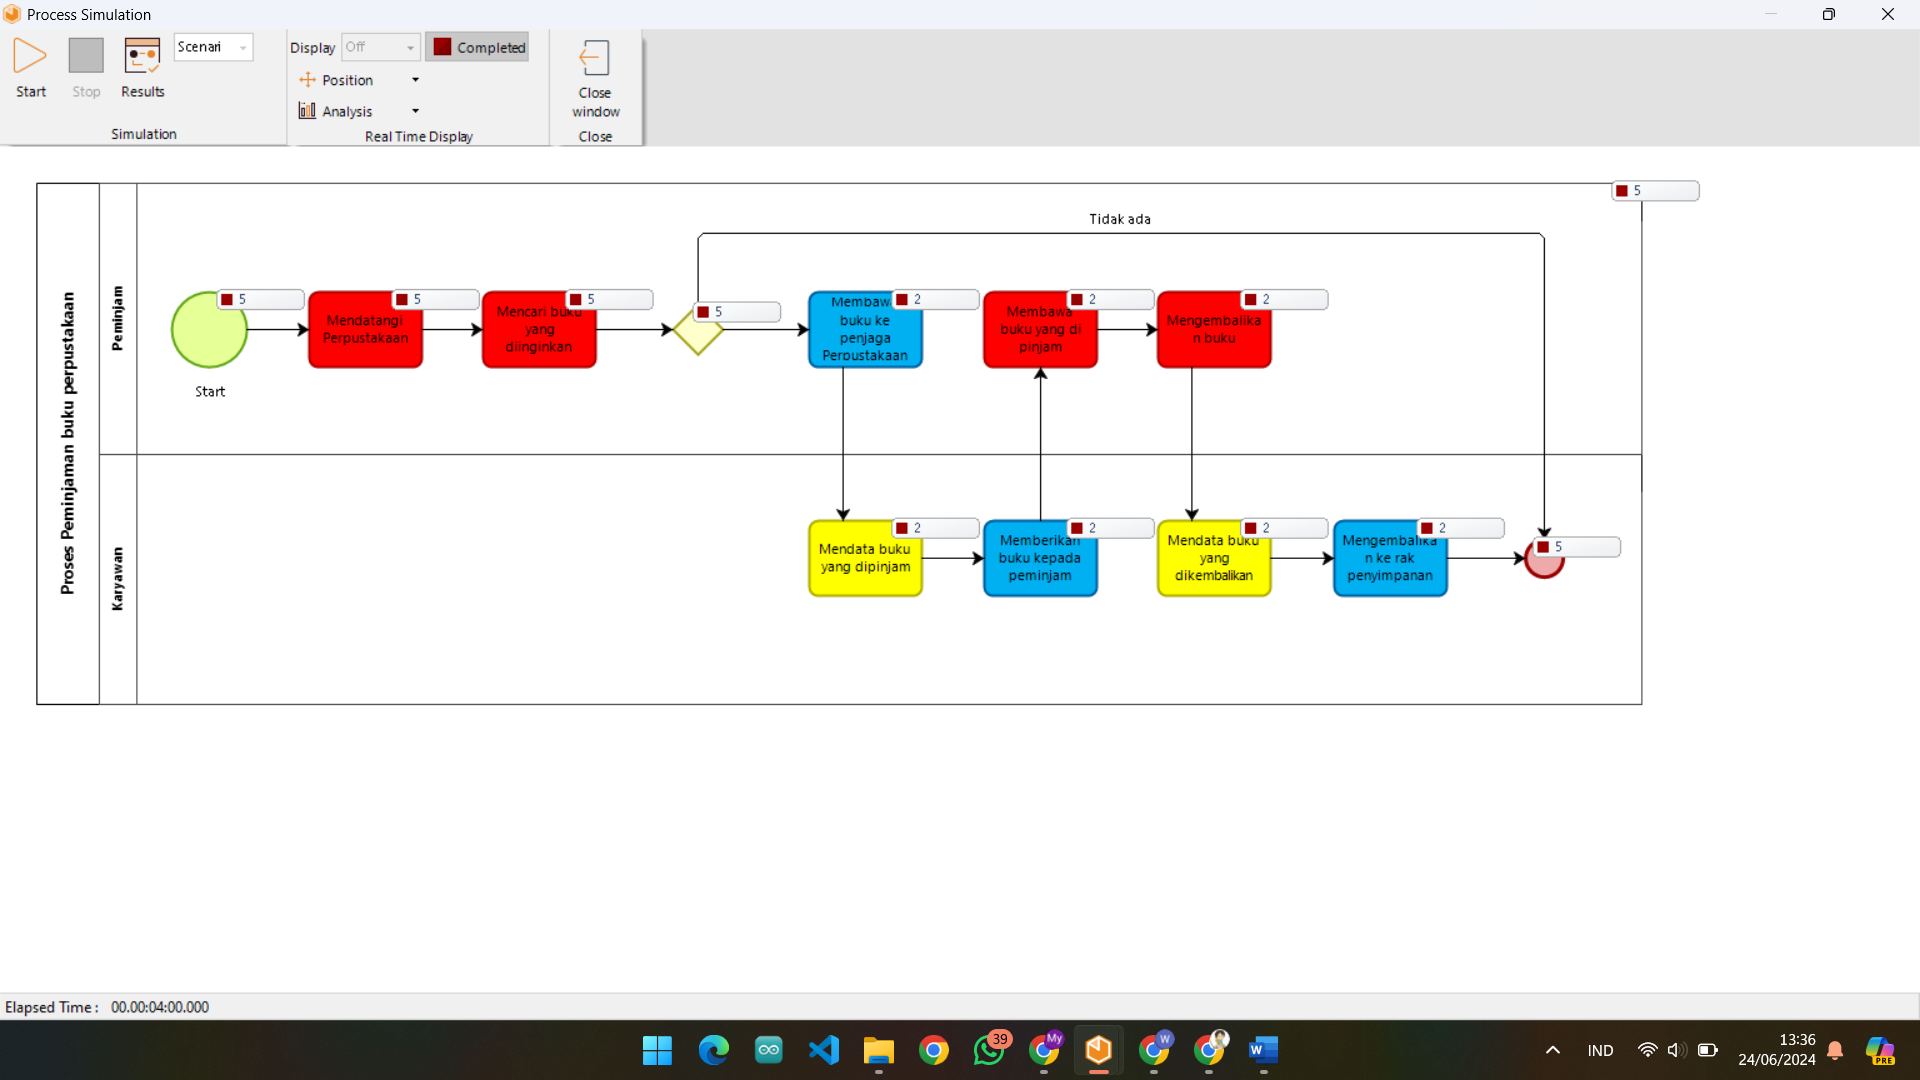 Process Simulation
Start
Stop
Results
Scenari
Simulation
Display
Off
Completed
Position
Analysis
Real Time Display
Close
window
Close
Proses Peminjaman buku perpustakaan
Peminjam
Karyawan
5
Tidak ada
5
Start
5
Mendatangi
Perpustakaan
5
Mencari buku
yang
diinginkan
5
2
Membawa
buku ke
penjaga
Perpustakaan
2
Membawa
buku yang di
pinjam
2
Mengembalika
n buku
2
Mendata buku
yang dipinjam
2
Memberikan
buku kepada
peminjam
2
Mendata buku
yang
dikembalikan
2
Mengembalika
n ke rak
penyimpanan
5
Elapsed Time : 00.00:04:00.000
39
My
W
W
IND
13:36
24/06/2024
PRE